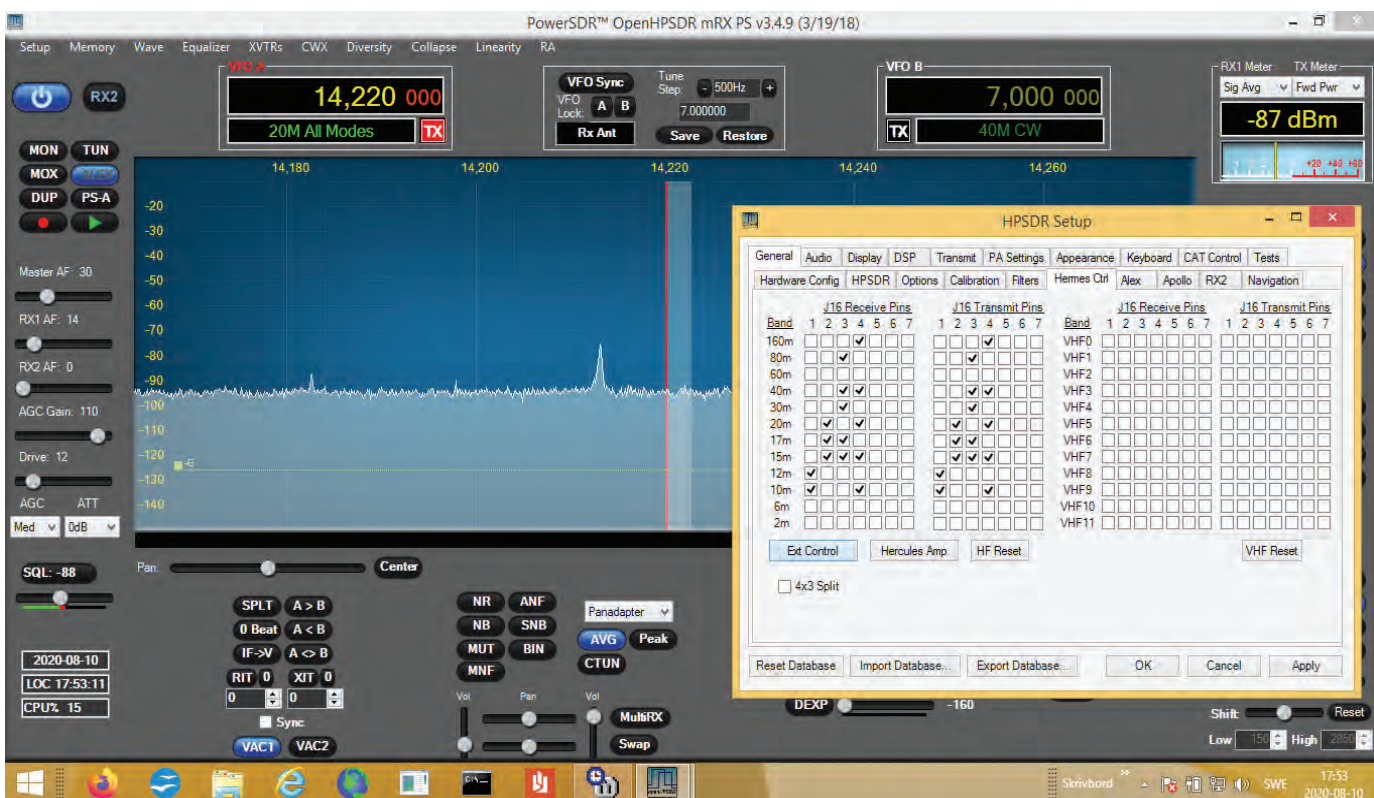 PowerSDR™ OpenHPSDR mRX PS v3.4.9 (3/19/18)
Setup Memory Wave Equalizer XVTRs CWX Diversity Collapse Linearity RA
VFO A
14,220 000
20M All Modes TX
VFO Sync
VFO Lock: A B
Rx Ant
Tune Step: - 500Hz +
7.000000
Save Restore
VFO B
7,000 000
TX 40M CW
RX1 Meter TX Meter
Sig Avg Fwd Pwr
-87 dBm
+20 +40 +60
RX2
MON TUN
MOX
DUP PS-A
Master AF: 30
RX1 AF: 14
RX2 AF: 0
AGC Gain: 110
Drive: 12
AGC ATT
Med 0dB
SQL: -88
2020-08-10
LOC 17:53:11
CPU% 15
14,180 14,200 14,220 14,240 14,260
-20
-30
-40
-50
-60
-70
-80
-90
-100
-110
-120
-130
-140
-G
Pan: Center
SPLT A > B
0 Beat A < B
IF->V A <> B
RIT 0 XIT 0
0 0
Sync
VAC1 VAC2
NR ANF
NB SNB
MUT BIN
MNF
Panadapter
AVG Peak
CTUN
Vol Pan Vol
MultiRX
Swap
HPSDR Setup
General Audio Display DSP Transmit PA Settings Appearance Keyboard CAT Control Tests
Hardware Config HPSDR Options Calibration Filters Hermes Ctrl Alex Apollo RX2 Navigation
J16 Receive Pins J16 Transmit Pins J16 Receive Pins J16 Transmit Pins
Band 1 2 3 4 5 6 7 1 2 3 4 5 6 7 Band 1 2 3 4 5 6 7 1 2 3 4 5 6 7
160m VHF0
80m VHF1
60m VHF2
40m VHF3
30m VHF4
20m VHF5
17m VHF6
15m VHF7
12m VHF8
10m VHF9
6m VHF10
2m VHF11
Ext Control Hercules Amp HF Reset VHF Reset
4x3 Split
Reset Database Import Database... Export Database... OK Cancel Apply
DEXP -160
Shift: Reset
Low 150 High 2850
Skrivbord SWE 17:53
2020-08-10